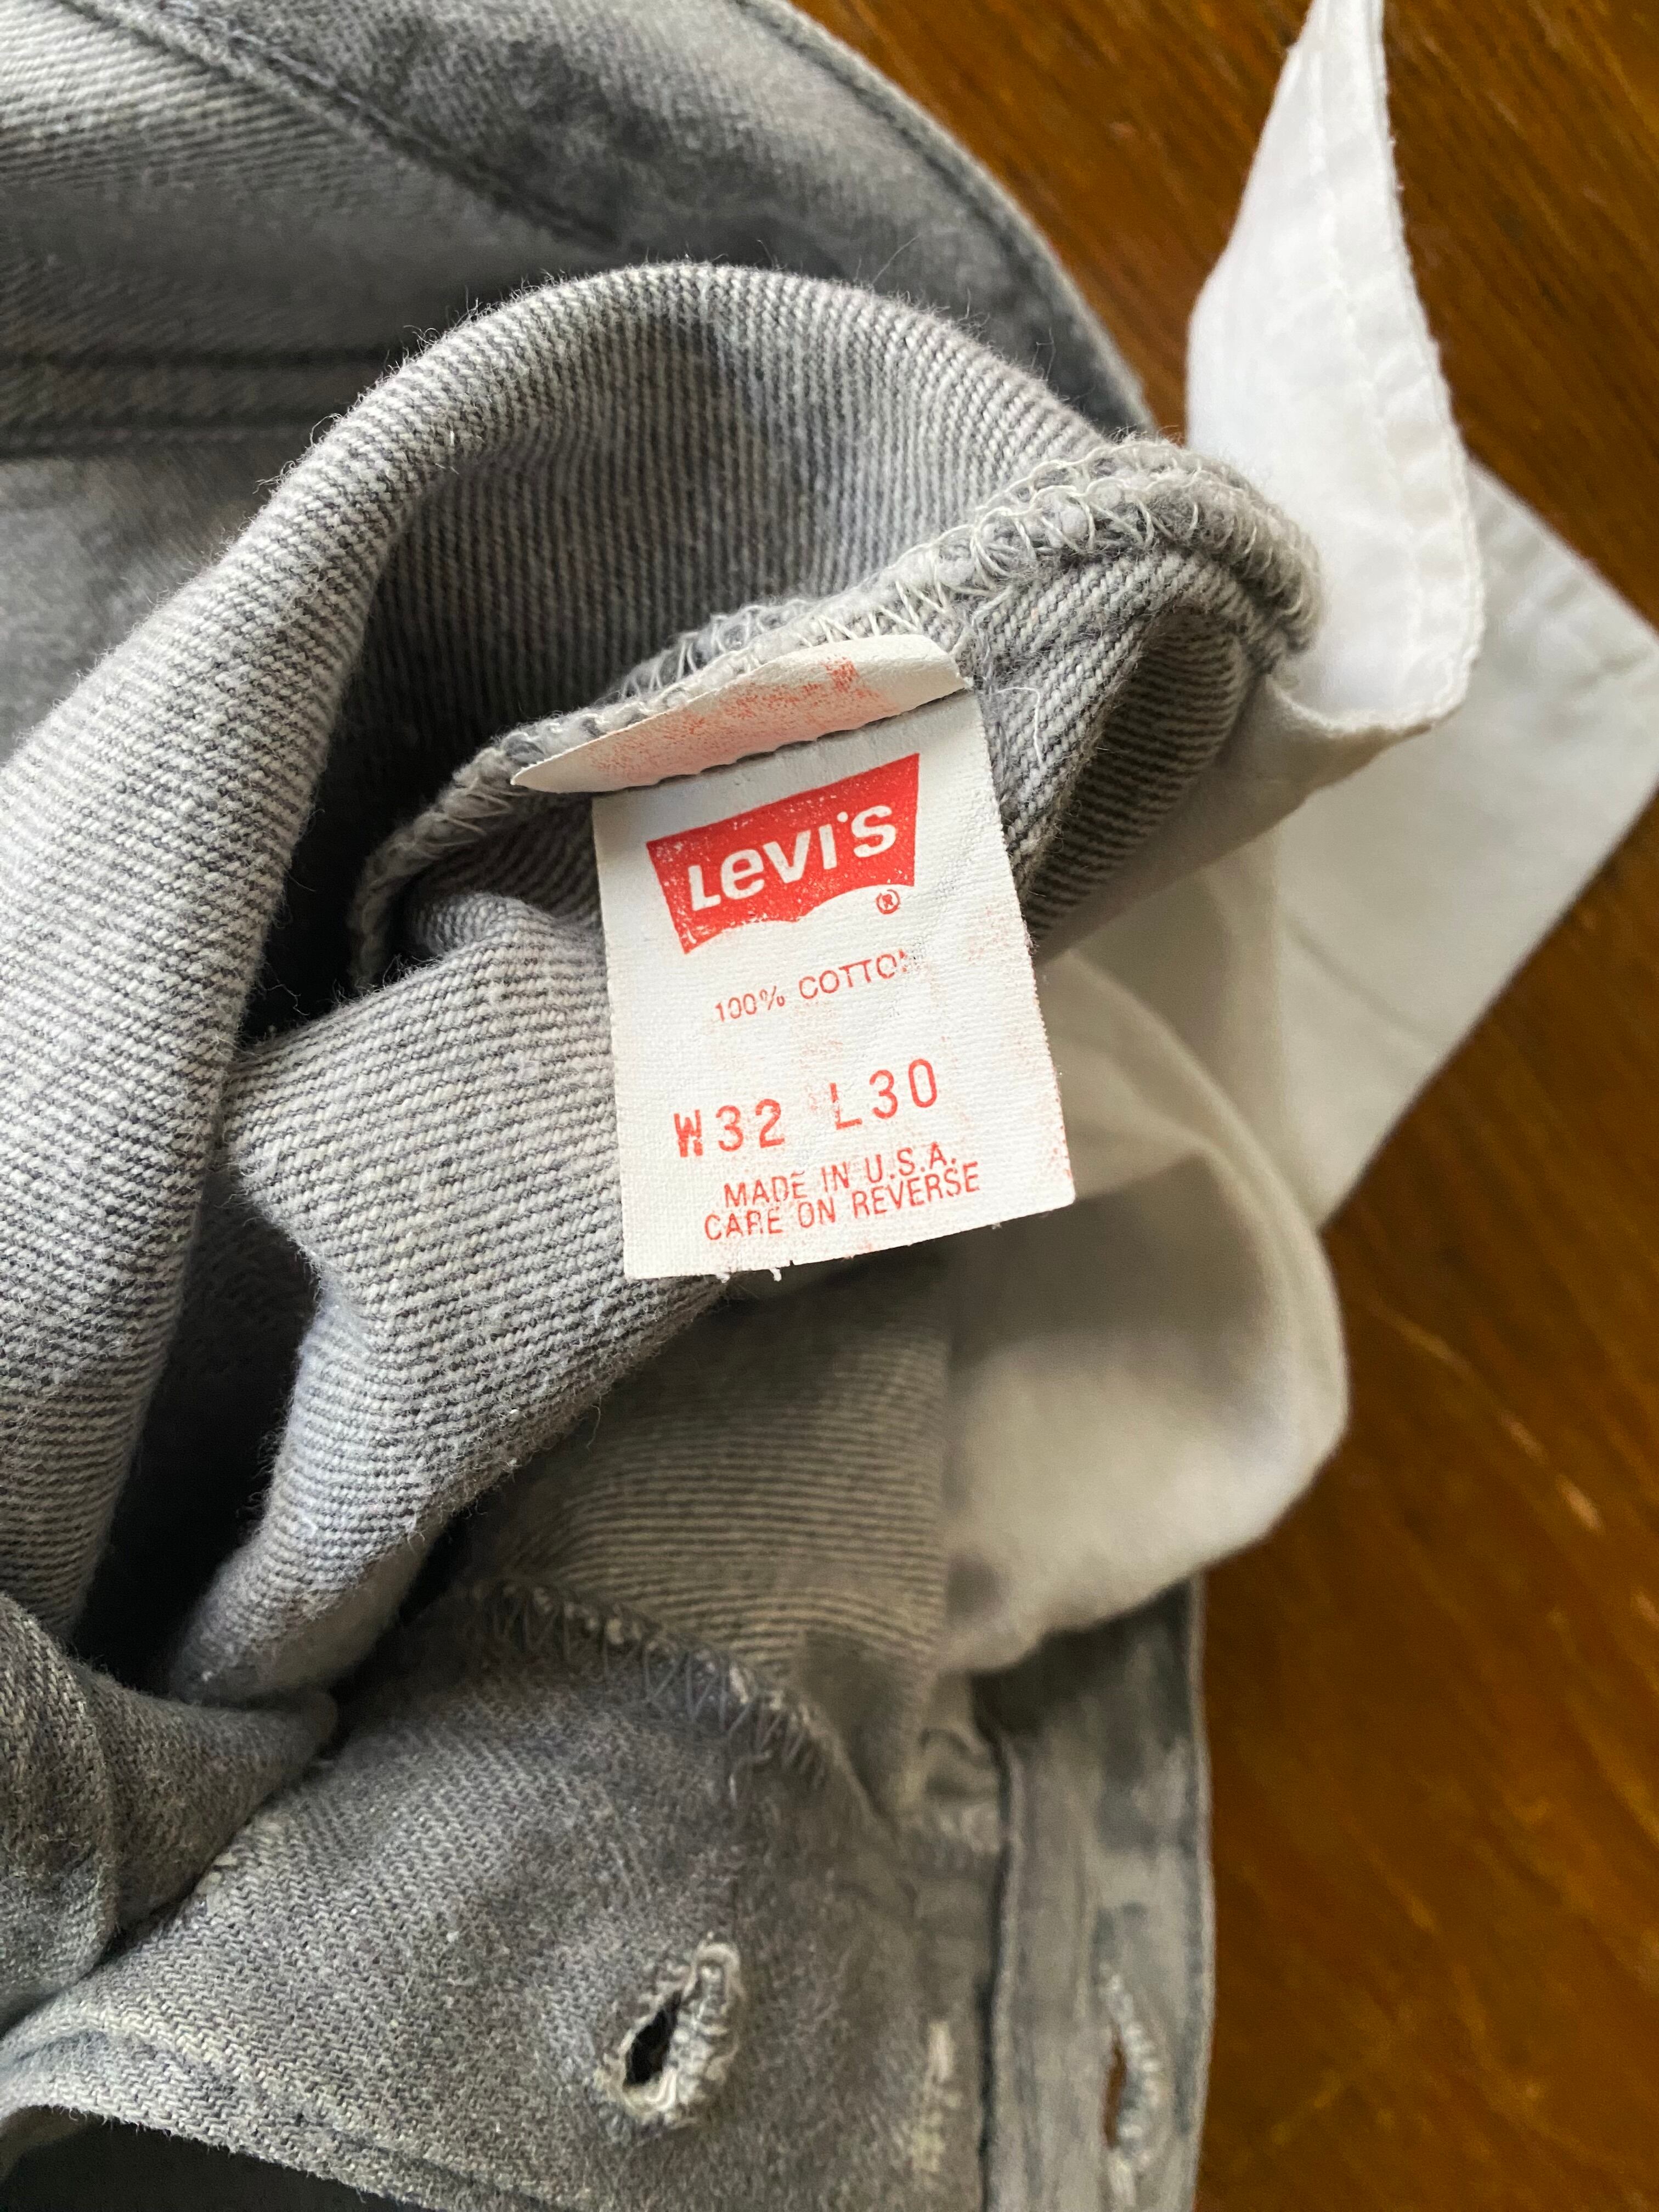 Levi's ®
100% COTTON
W32 L30
MADE IN U.S.A.
CARE ON REVERSE